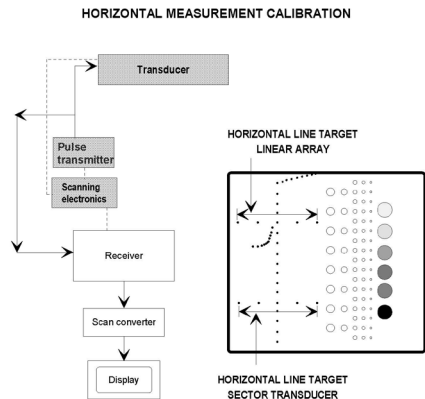 HORIZONTAL MEASUREMENT CALIBRATION
Transducer
Pulse
transmitter
Scanning
electronics
Receiver
Scan converter
Display
HORIZONTAL LINE TARGET
LINEAR ARRAY
HORIZONTAL LINE TARGET
SECTOR TRANSDUCER